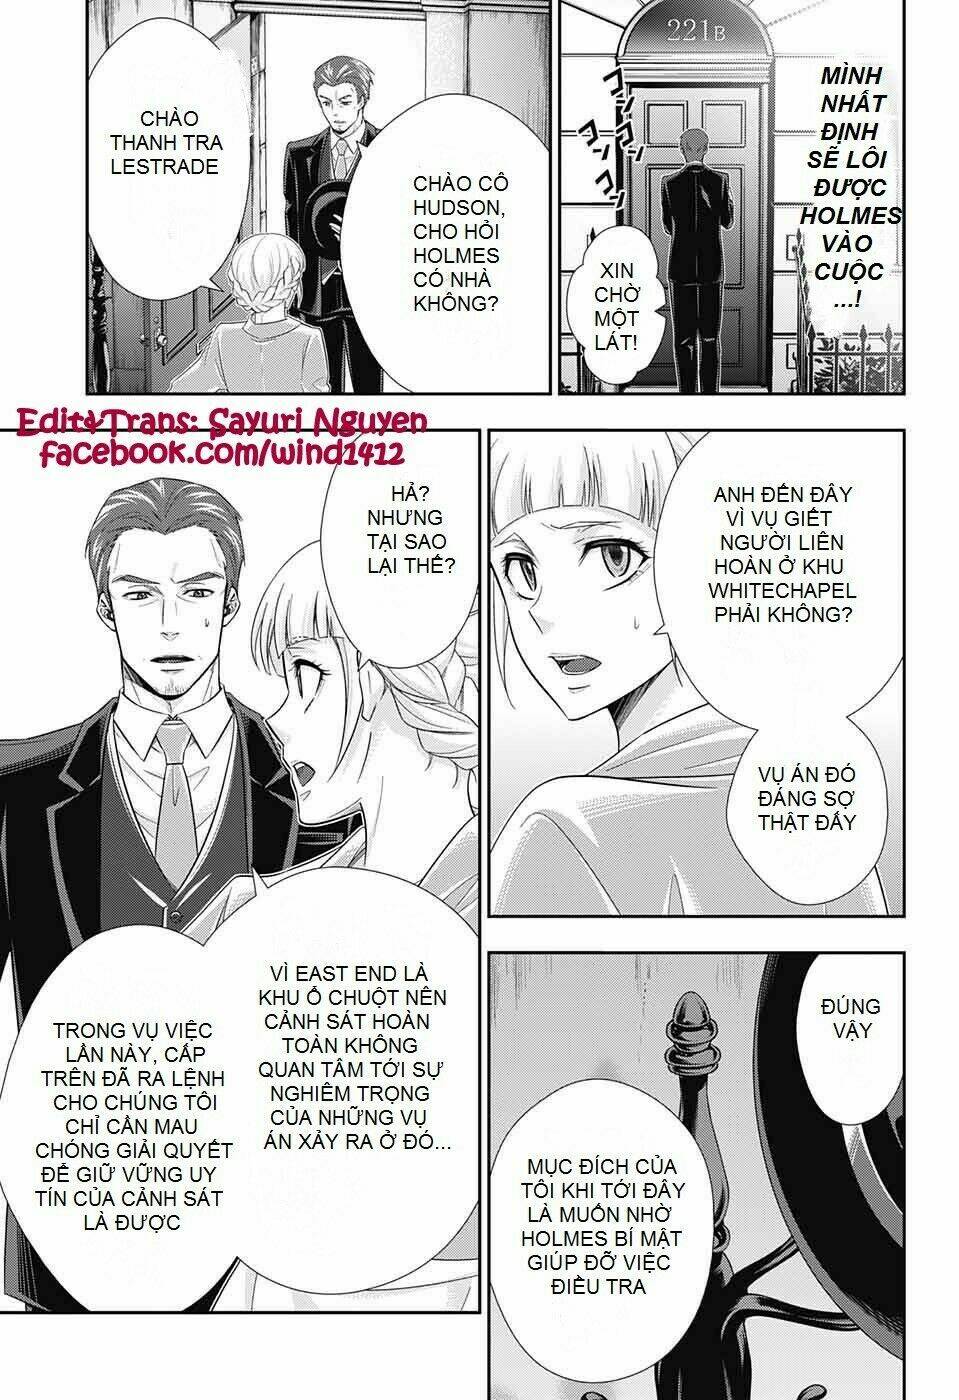 221B
MÌNH
NHẤT
ĐỊNH
SẼ LÔI
ĐƯỢC
HOLMES
VÀO
CUỘC
...!
XIN
CHỜ
MỘT
LÁT!
コンコンコン
CHÀO CÔ
HUDSON,
CHO HỎI
HOLMES
CÓ NHÀ
KHÔNG?
CHÀO
THANH TRA
LESTRADE
Edit&Trans: Sayuri Nguyen
facebook.com/wind1412
ANH ĐẾN ĐÂY
VÌ VỤ GIẾT
NGƯỜI LIÊN
HOÀN Ở KHU
WHITECHAPEL
PHẢI KHÔNG?
VỤ ÁN ĐÓ
ĐÁNG SỢ
THẬT ĐẤY
ĐÚNG
VẬY
MỤC ĐÍCH CỦA
TÔI KHI TỚI ĐÂY
LÀ MUỐN NHỜ
HOLMES BÍ MẬT
GIÚP ĐỠ VIỆC
ĐIỀU TRA
HẢ?
NHƯNG
TẠI SAO
LẠI THẾ?
VÌ EAST END LÀ
KHU Ổ CHUỘT NÊN
CẢNH SÁT HOÀN
TOÀN KHÔNG
QUAN TÂM TỚI SỰ
NGHIÊM TRỌNG
CỦA NHỮNG VỤ
ÁN XẢY RA Ở ĐÓ...
TRONG VỤ VIỆC
LẦN NÀY, CẤP
TRÊN ĐÃ RA LỆNH
CHO CHÚNG TÔI
CHỈ CẦN MAU
CHÓNG GIẢI QUYẾT
ĐỂ GIỮ VỮNG UY
TÍN CỦA CẢNH SÁT
LÀ ĐƯỢC